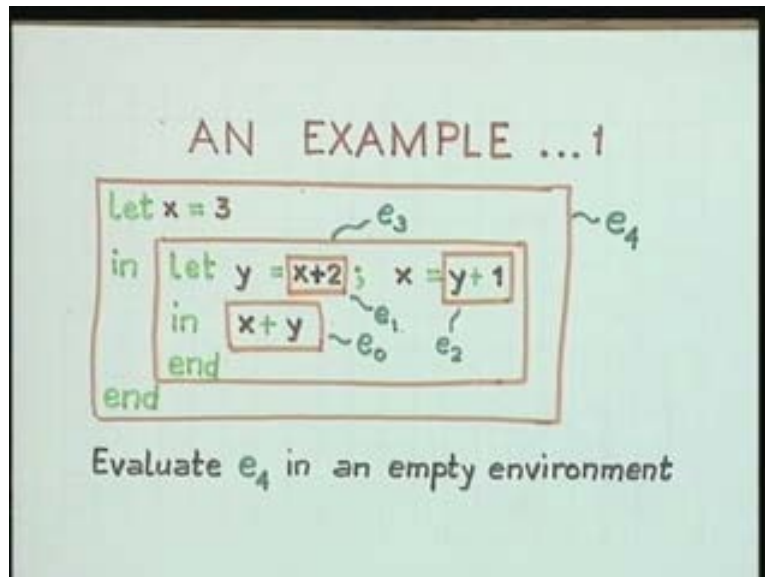 AN EXAMPLE ...1
let x = 3
e₃
e₄
in let y = x+2 ; x = y+1
in x+y
e₁
e₀
e₂
end
end
Evaluate e₄ in an empty environment